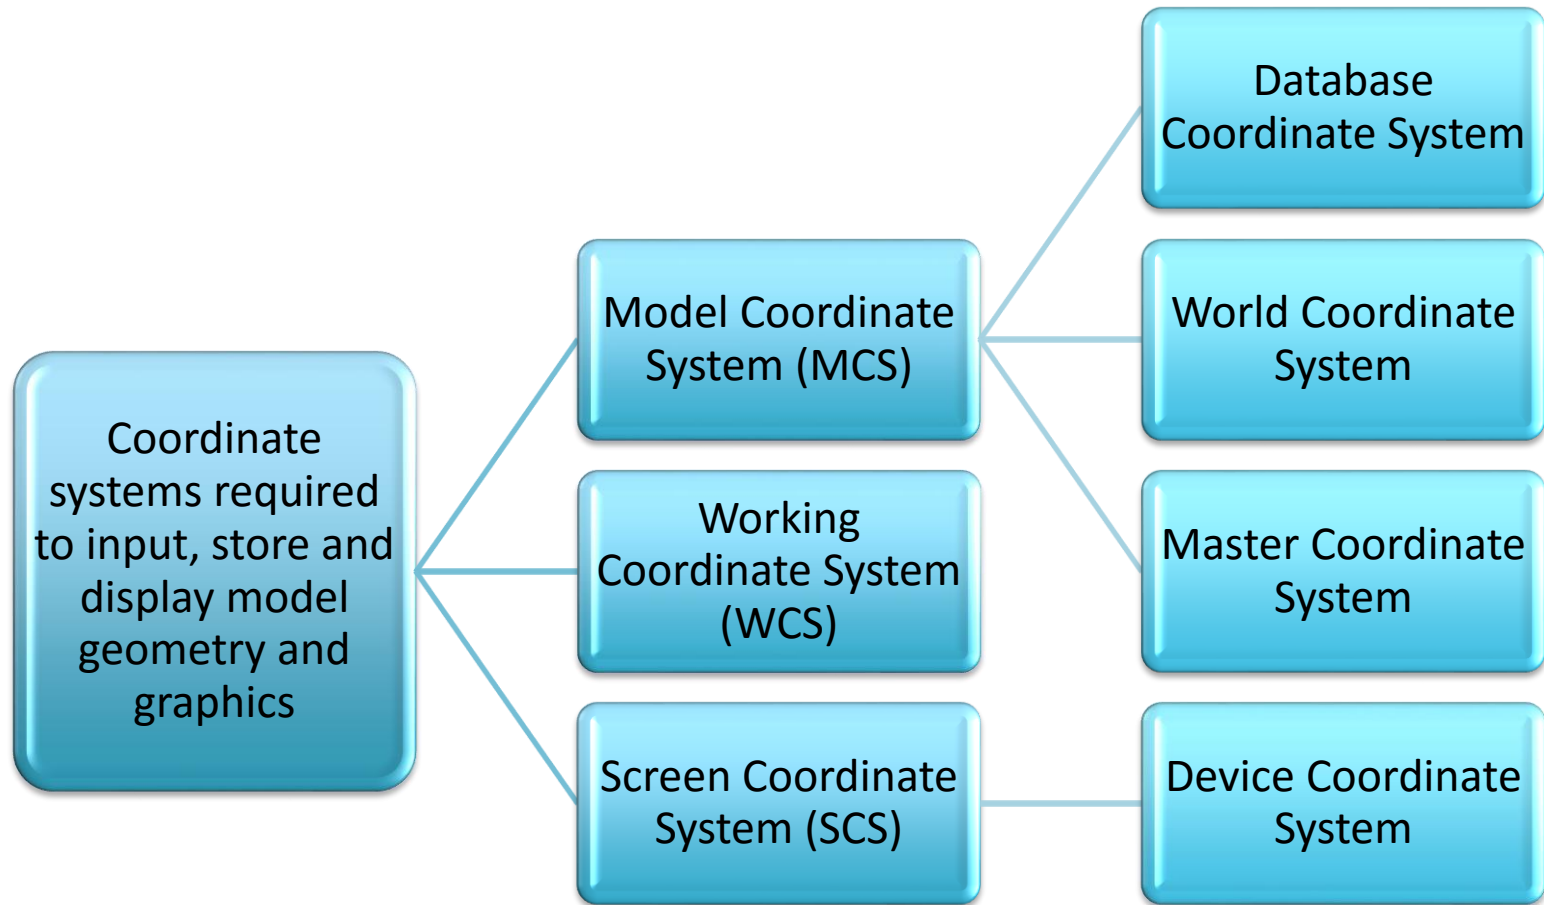 Coordinate
systems required
to input, store and
display model
geometry and
graphics
Model Coordinate
System (MCS)
Working
Coordinate System
(WCS)
Screen Coordinate
System (SCS)
Database
Coordinate System
World Coordinate
System
Master Coordinate
System
Device Coordinate
System